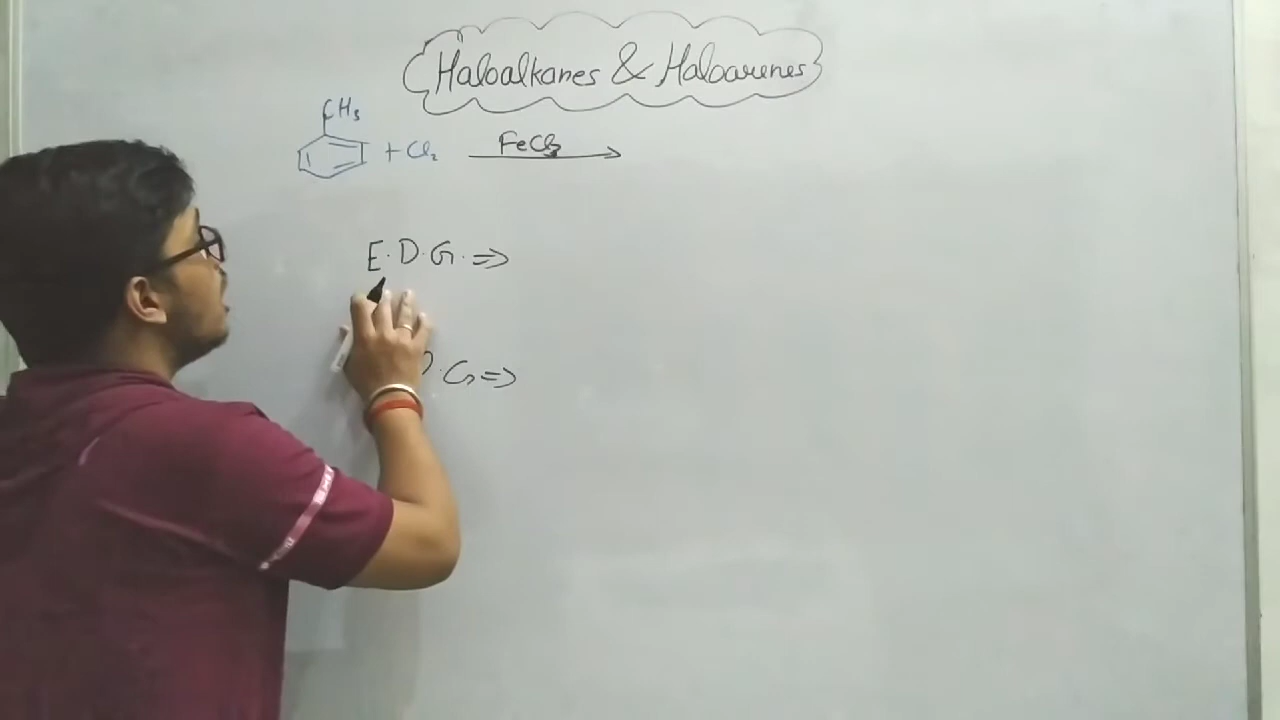 Haloalkanes & Haloarenes
CH₃
+ Cl₂ FeCl₃
E.D.G. ⇒
D.G ⇒